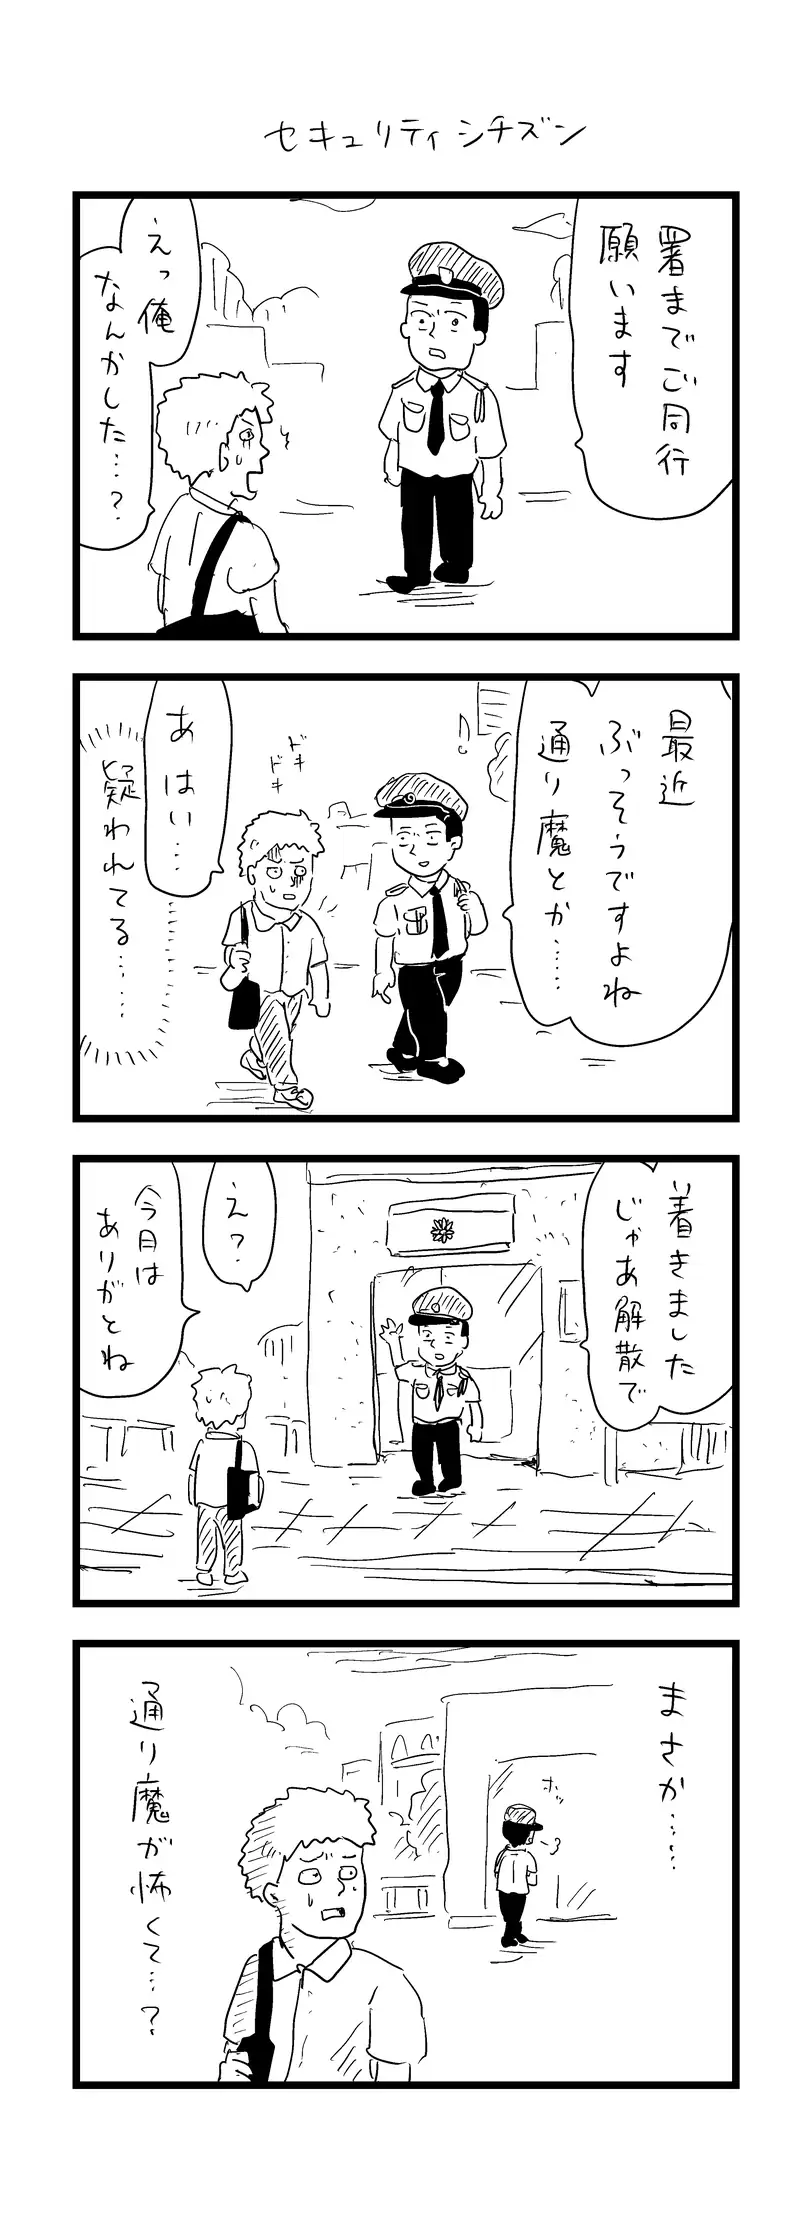 セキュリティシチズン
署までご同行
願います
えっ俺
なんかした…?
最近
ぶっそうですよね
通り魔とか……
ドキ
ドキ
あはい…
疑われてる……
着きました
じゃあ解散で
え?
今日は
ありがとね
まさか……
ホッ
通り魔が怖くて…?